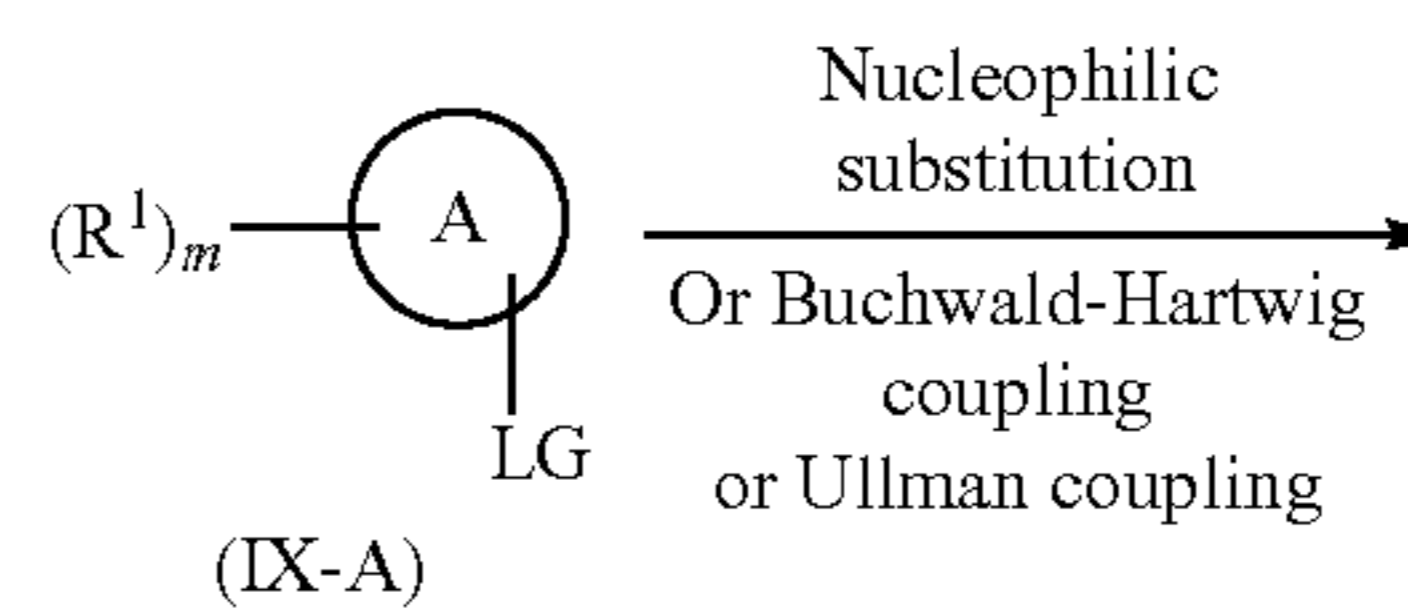 Nucleophilic
substitution
(R¹)m
A
Or Buchwald-Hartwig
coupling
LG
or Ullman coupling
(IX-A)